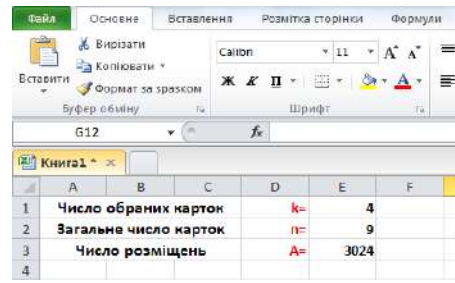 Файл Основне Вставлення Розмітка сторінки Формули
Вирізати
Копіювати
Формат за зразком
Вставити
Буфер обміну
Calibri 11
Ж К П
Шрифт
G12 fx
Книга1 *
A B C D E F
1 Число обраних карток k= 4
2 Загальне число карток n= 9
3 Число розміщень A= 3024
4